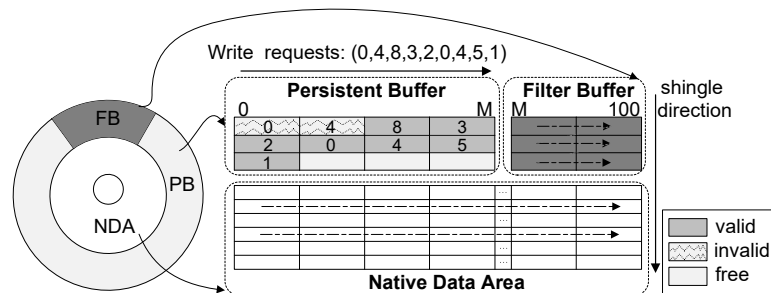 Write requests: (0,4,8,3,2,0,4,5,1)
Persistent Buffer
Filter Buffer
shingle
direction
0 M M 100
0 4 8 3
2 0 4 5
1
FB
PB
NDA
...
...
...
Native Data Area
valid
invalid
free